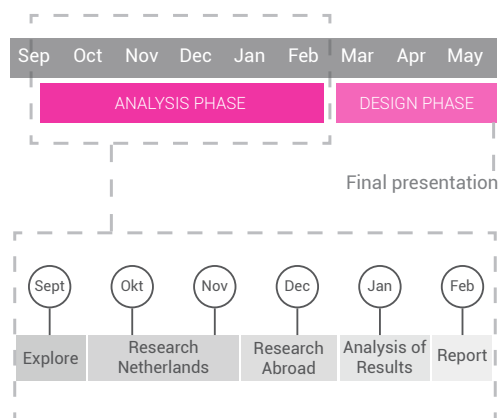 Sep Oct Nov Dec Jan Feb Mar Apr May
ANALYSIS PHASE DESIGN PHASE
Final presentation
Sept Okt Nov Dec Jan Feb
Explore Research Netherlands Research Abroad Analysis of Results Report